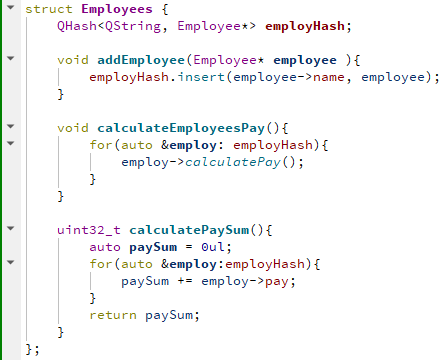 struct Employees {
    QHash<QString, Employee*> employHash;

    void addEmployee(Employee* employee ){
        employHash.insert(employee->name, employee);
    }

    void calculateEmployeesPay(){
        for(auto &employ: employHash){
            employ->calculatePay();
        }
    }

    uint32_t calculatePaySum(){
        auto paySum = 0ul;
        for(auto &employ:employHash){
            paySum += employ->pay;
        }
        return paySum;
    }
};